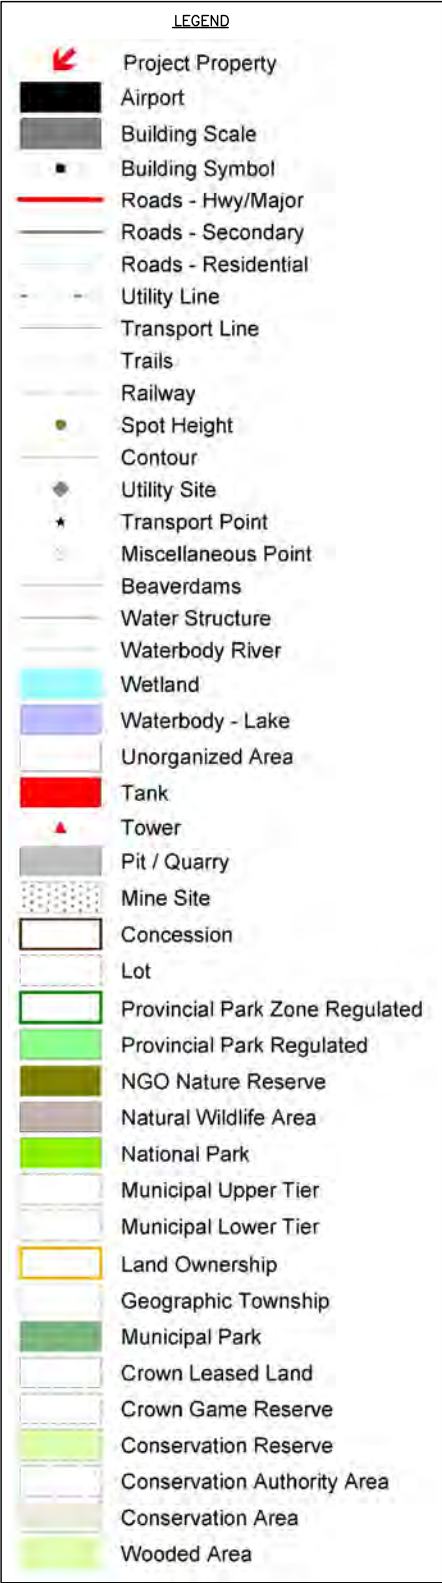 LEGEND
Project Property
Airport
Building Scale
Building Symbol
Roads - Hwy/Major
Roads - Secondary
Roads - Residential
Utility Line
Transport Line
Trails
Railway
Spot Height
Contour
Utility Site
Transport Point
Miscellaneous Point
Beaverdams
Water Structure
Waterbody River
Wetland
Waterbody - Lake
Unorganized Area
Tank
Tower
Pit / Quarry
Mine Site
Concession
Lot
Provincial Park Zone Regulated
Provincial Park Regulated
NGO Nature Reserve
Natural Wildlife Area
National Park
Municipal Upper Tier
Municipal Lower Tier
Land Ownership
Geographic Township
Municipal Park
Crown Leased Land
Crown Game Reserve
Conservation Reserve
Conservation Authority Area
Conservation Area
Wooded Area